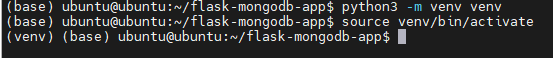 (base) ubuntu@ubuntu:~/flask-mongodb-app$ python3 -m venv venv
(base) ubuntu@ubuntu:~/flask-mongodb-app$ source venv/bin/activate
(venv) (base) ubuntu@ubuntu:~/flask-mongodb-app$